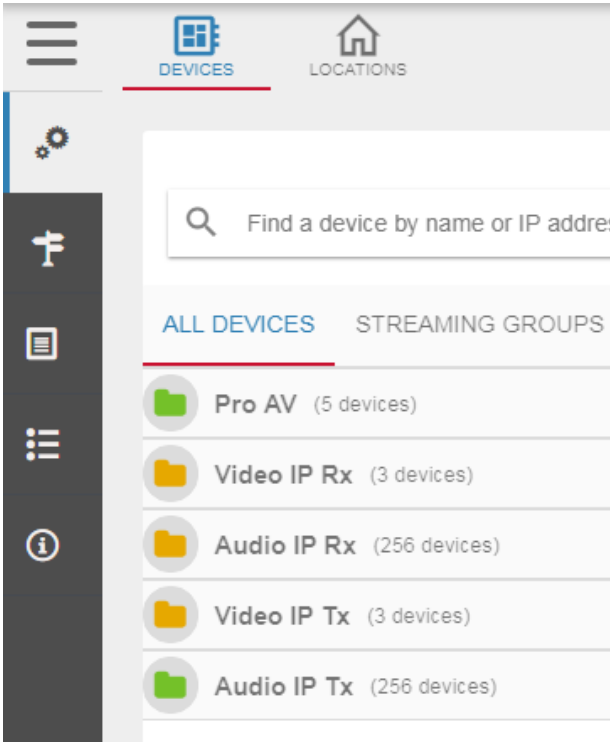 DEVICES
LOCATIONS
Find a device by name or IP addres
ALL DEVICES STREAMING GROUPS
Pro AV (5 devices)
Video IP Rx (3 devices)
Audio IP Rx (256 devices)
Video IP Tx (3 devices)
Audio IP Tx (256 devices)